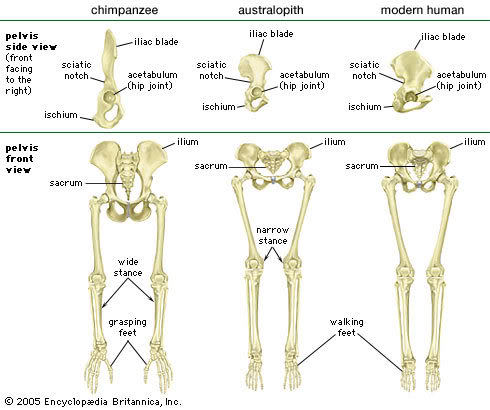 chimpanzee
australopith
modern human
pelvis
side view
(front
facing
to the
right)
iliac blade
sciatic
notch
acetabulum
(hip joint)
ischium
iliac blade
sciatic
notch
acetabulum
(hip joint)
ischium
iliac blade
sciatic
notch
acetabulum
(hip joint)
ischium
pelvis
front
view
ilium
sacrum
wide
stance
grasping
feet
ilium
sacrum
narrow
stance
ilium
sacrum
walking
feet
© 2005 Encyclopædia Britannica, Inc.